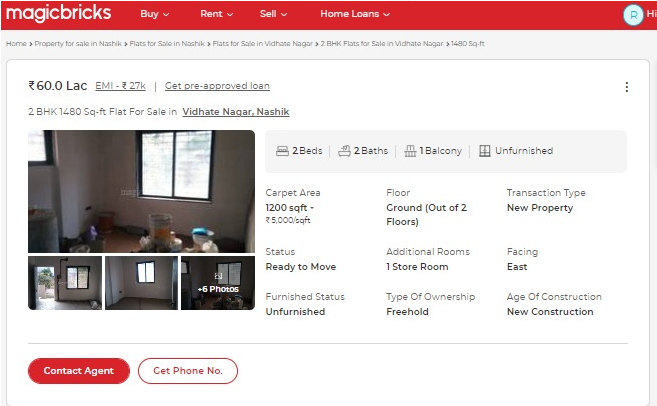 magicbricks Buy Rent Sell Home Loans R Hi
Home > Property for sale in Nashik > Flats for Sale in Nashik > Flats for Sale in Vidhate Nagar > 2 BHK Flats for Sale in Vidhate Nagar > 1480 Sq-ft
₹60.0 Lac EMI - ₹ 27k | Get pre-approved loan
2 BHK 1480 Sq-ft Flat For Sale in Vidhate Nagar, Nashik
2 Beds 2 Baths 1 Balcony Unfurnished
Carpet Area Floor Transaction Type
1200 sqft - Ground (Out of 2 New Property
₹5,000/sqft Floors)
Status Additional Rooms Facing
Ready to Move 1 Store Room East
+6 Photos
Furnished Status Type Of Ownership Age Of Construction
Unfurnished Freehold New Construction
Contact Agent Get Phone No.